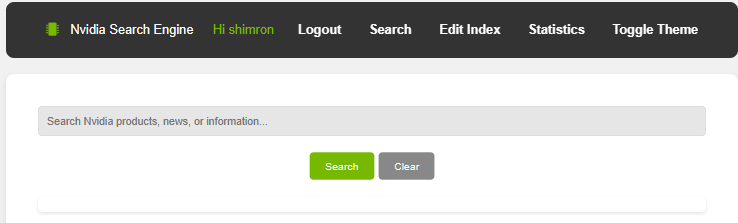 Nvidia Search Engine Hi shimron Logout Search Edit Index Statistics Toggle Theme
Search Nvidia products, news, or information...
Search Clear